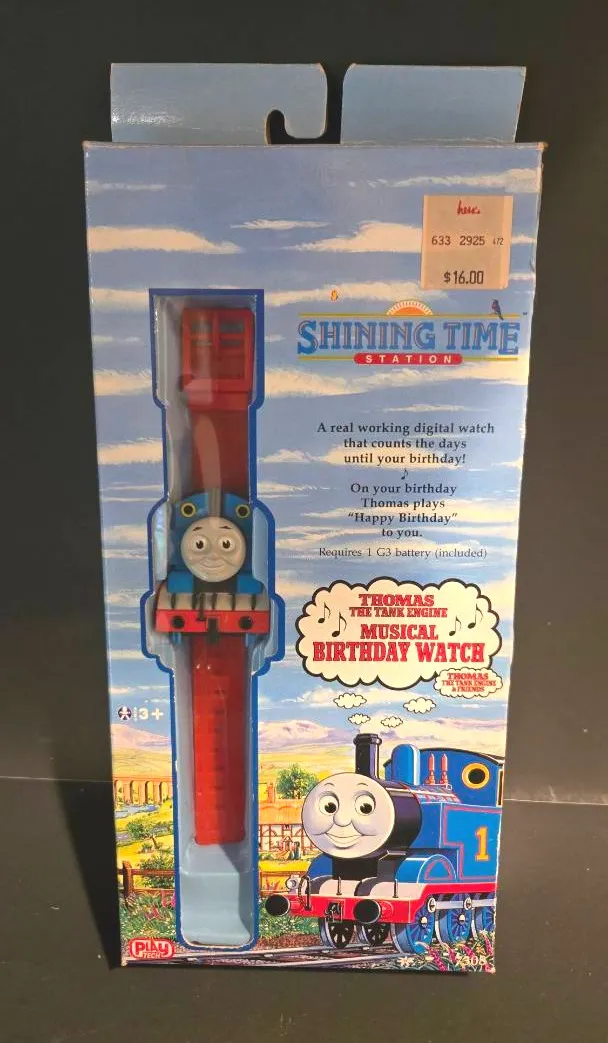 633 2925 472
$16.00
SHINING TIME
STATION
A real working digital watch
that counts the days
until your birthday!
♪
On your birthday
Thomas plays
"Happy Birthday"
to you.
Requires 1 G3 battery (included)
THOMAS
THE TANK ENGINE
MUSICAL
BIRTHDAY WATCH
THOMAS
THE TANK ENGINE
& FRIENDS
3+
1
PLAY
TECH